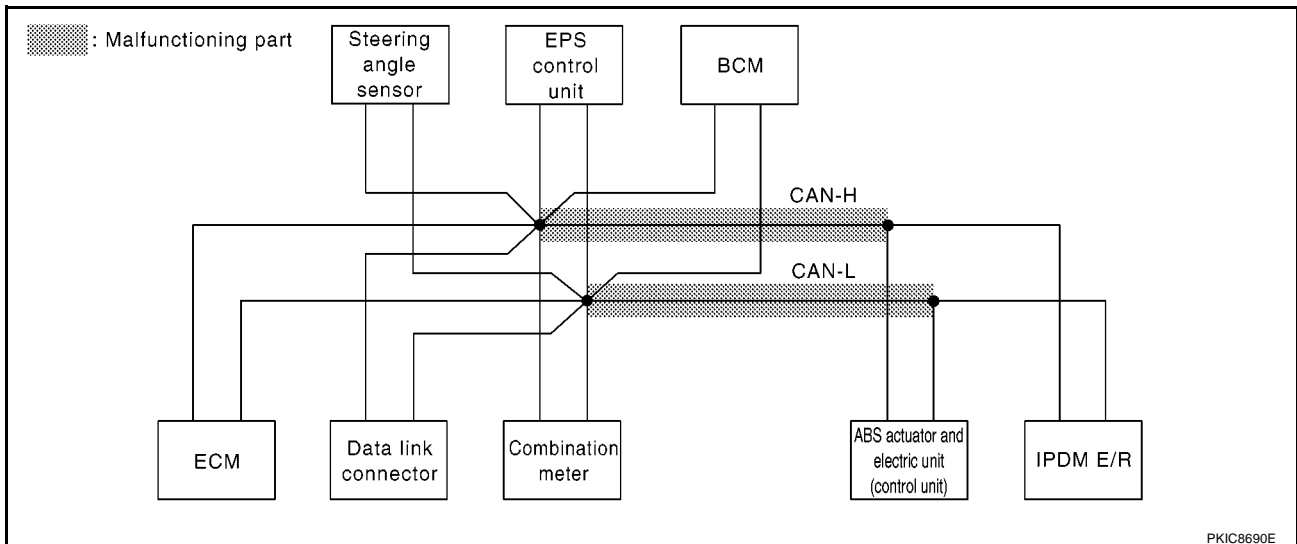 : Malfunctioning part
Steering
angle
sensor
EPS
control
unit
BCM
CAN-H
CAN-L
ECM
Data link
connector
Combination
meter
ABS actuator and
electric unit
(control unit)
IPDM E/R
PKIC8690E